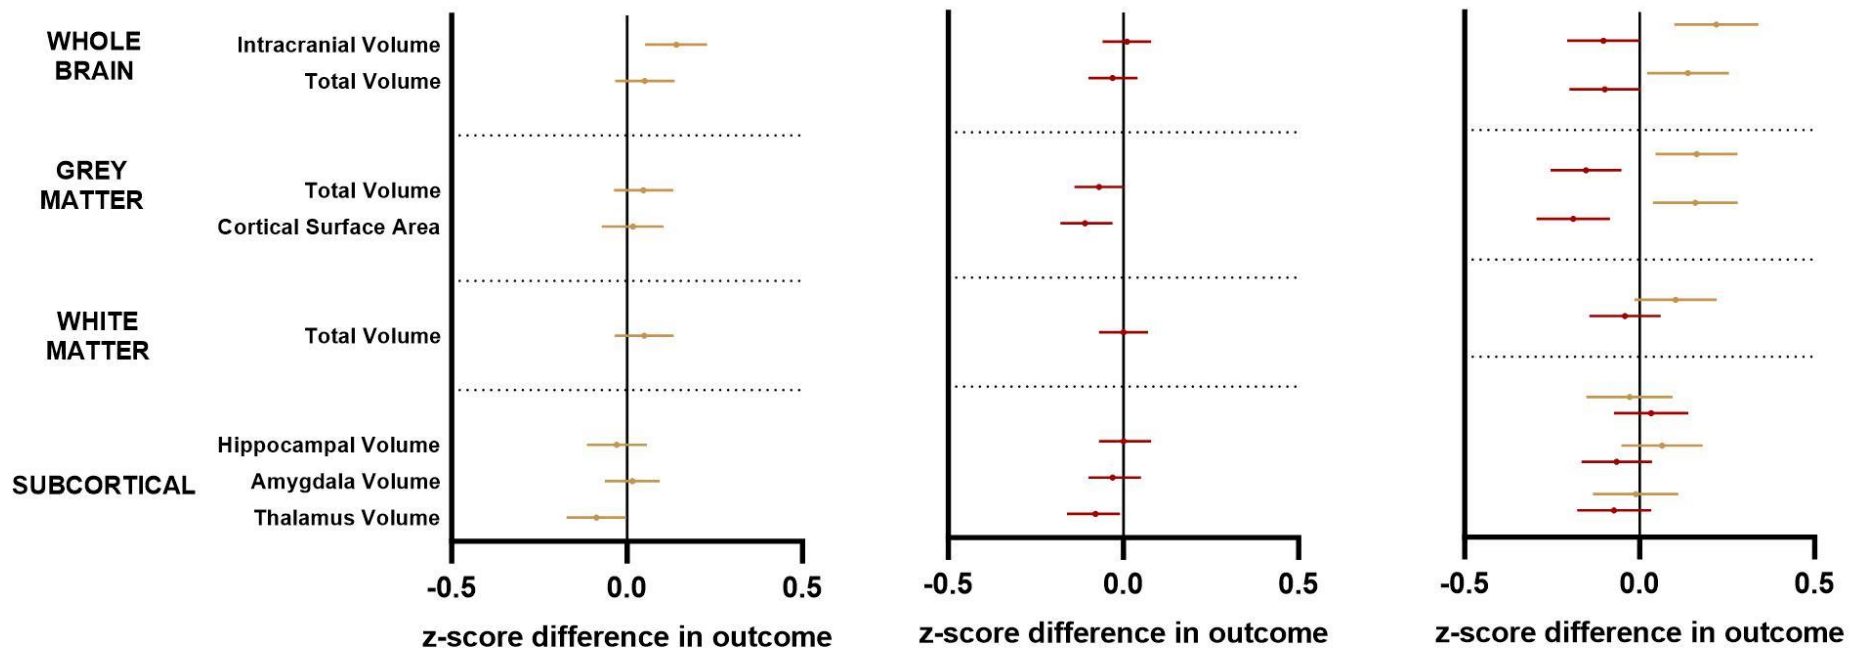 WHOLE
BRAIN
Intracranial Volume
Total Volume
GREY
MATTER
Total Volume
Cortical Surface Area
WHITE
MATTER
Total Volume
SUBCORTICAL
Hippocampal Volume
Amygdala Volume
Thalamus Volume
-0.5 0.0 0.5
z-score difference in outcome
-0.5 0.0 0.5
z-score difference in outcome
-0.5 0.0 0.5
z-score difference in outcome